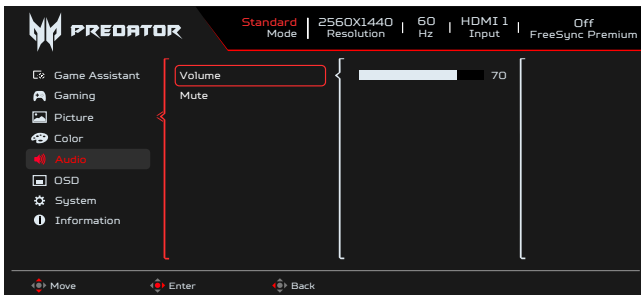 PREDATOR
Standard Mode
2560X1440 Resolution
60 Hz
HDMI 1 Input
Off FreeSync Premium
Game Assistant
Gaming
Picture
Color
Audio
OSD
System
Information
Volume
Mute
70
Move
Enter
Back